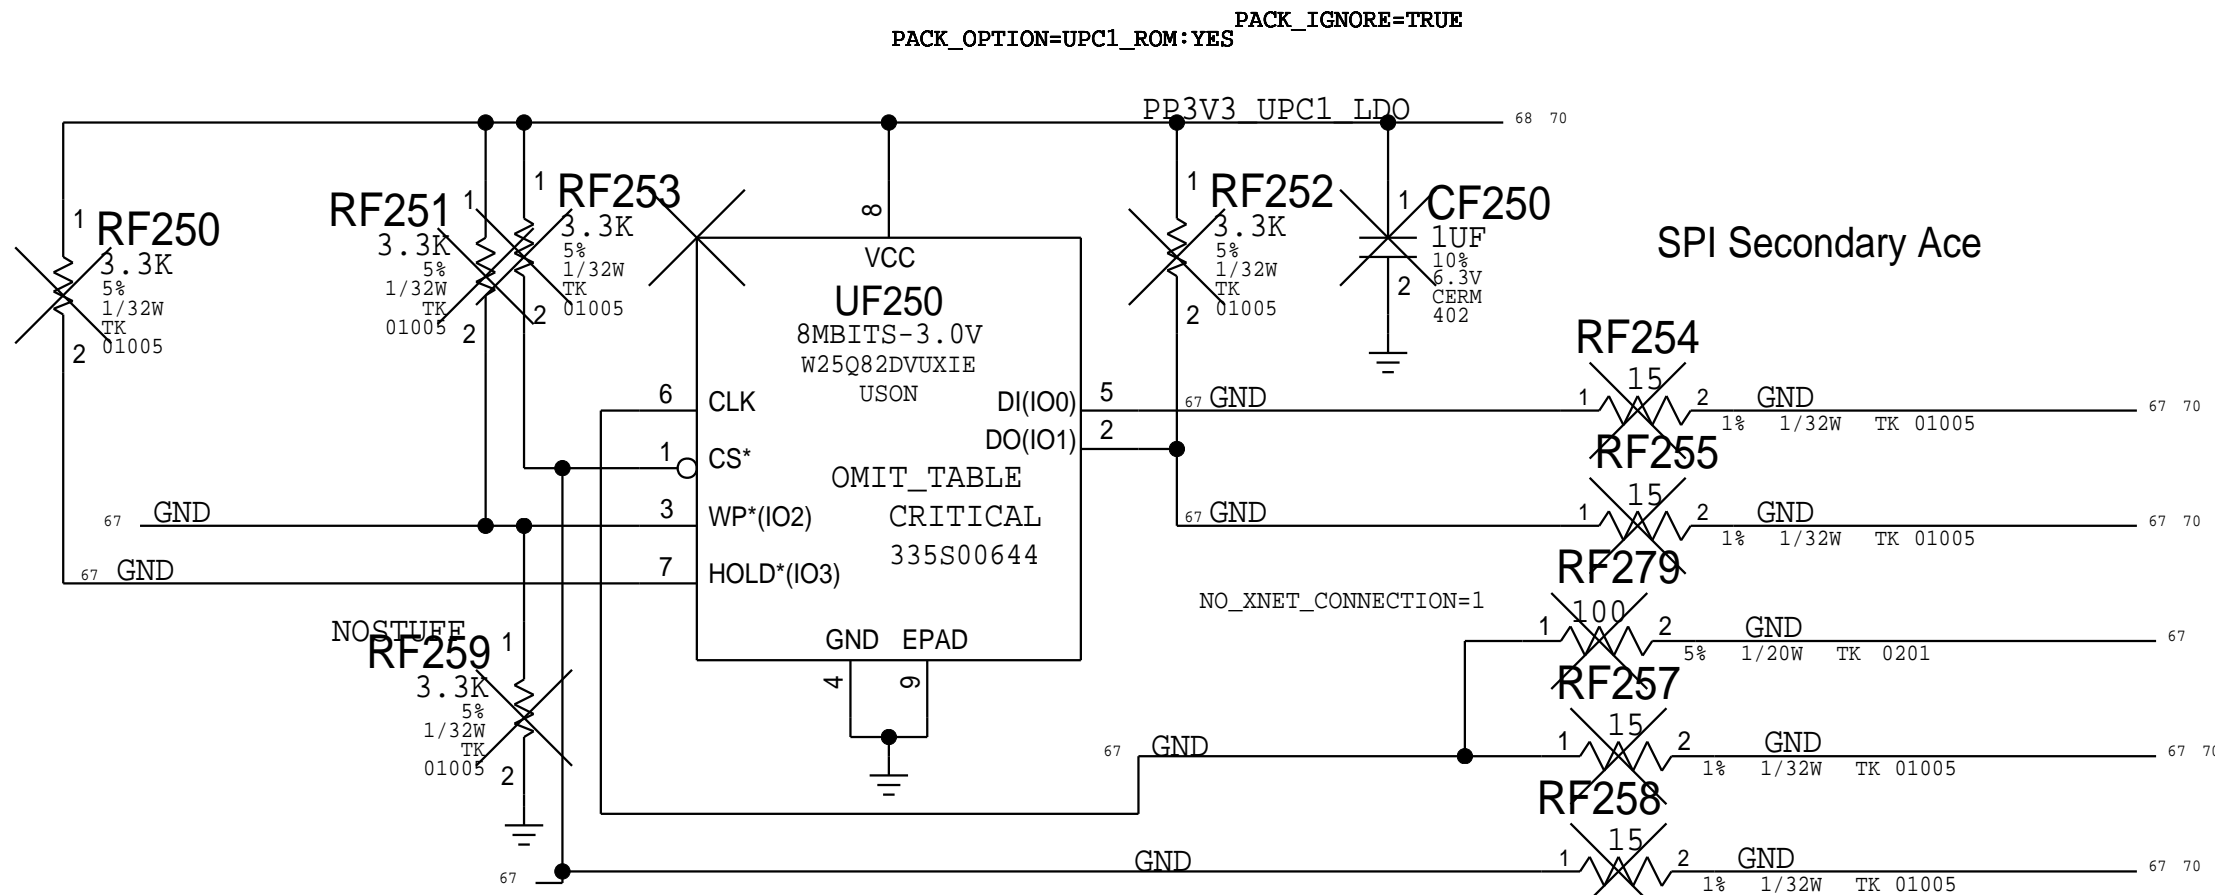 PACK_IGNORE=TRUE
PACK_OPTION=UPC1_ROM:YES
PP3V3_UPC1_LDO
68 70
1
RF250
3.3K
5%
1/32W
TK
01005
2
RF251
1
3.3K
5%
1/32W
TK
01005
2
1
RF253
3.3K
5%
1/32W
TK
01005
2
8
VCC
UF250
8MBITS-3.0V
W25Q82DVUXIE
USON
6 CLK
1 CS*
3 WP*(IO2)
7 HOLD*(IO3)
DI(IO0) 5
DO(IO1) 2
OMIT_TABLE
CRITICAL
335S00644
GND EPAD
4 9
1
RF252
3.3K
5%
1/32W
TK
01005
2
1
CF250
1UF
10%
6.3V
CERM
402
2
SPI Secondary Ace
67 GND
RF254
15
1 2 GND 67 70
1% 1/32W TK 01005
67 GND
RF255
15
1 2 GND 67 70
1% 1/32W TK 01005
67 GND
67 GND
NO_XNET_CONNECTION=1
RF279
100
1 2 GND 67
5% 1/20W TK 0201
NOSTUFF
RF259
1
3.3K
5%
1/32W
TK
01005
2
67 GND
RF257
15
1 2 GND 67 70
1% 1/32W TK 01005
67 GND
RF258
15
1 2 GND 67 70
1% 1/32W TK 01005